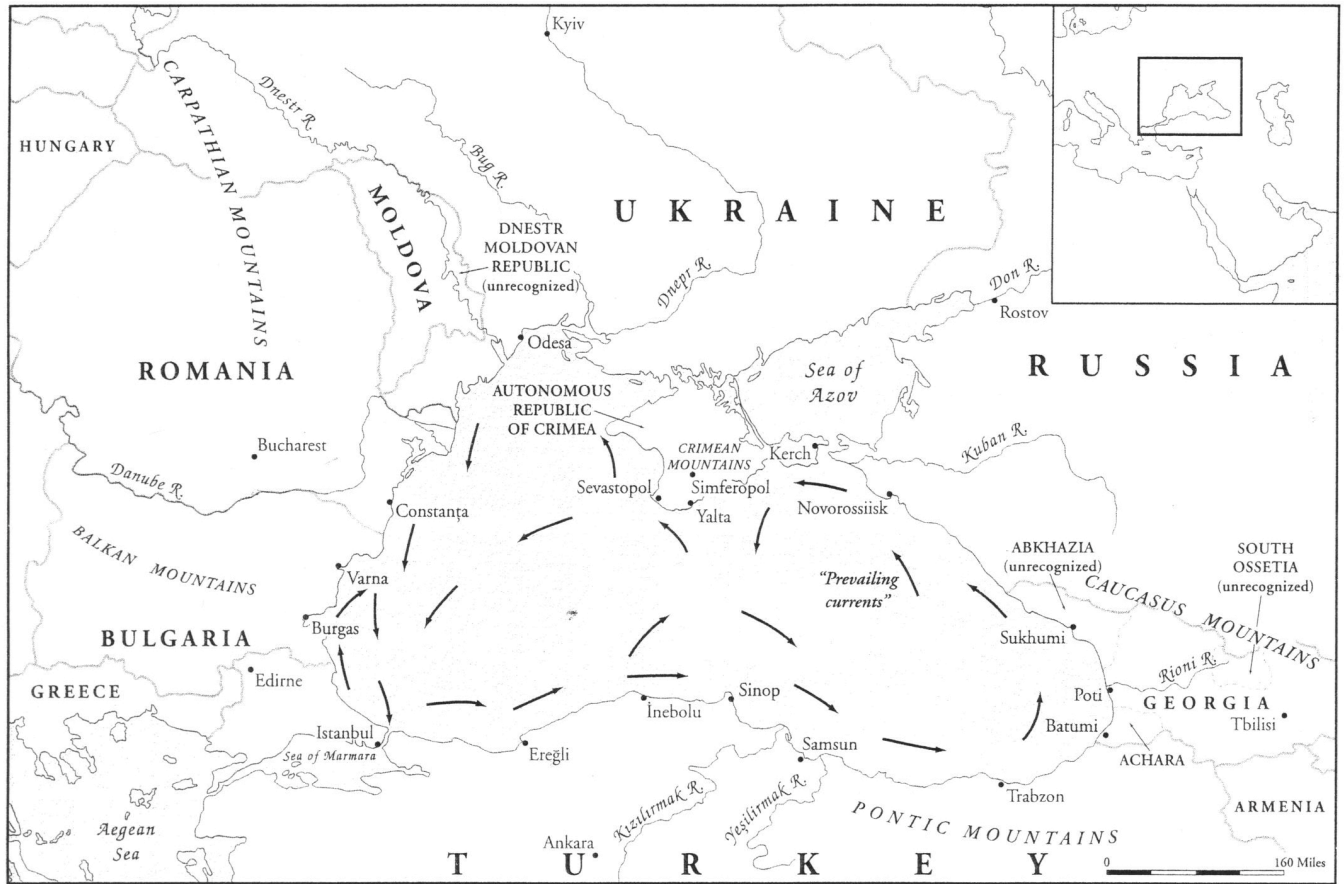 Kyiv
CARPATHIAN MOUNTAINS
Dnestr R.
HUNGARY
Bug R.
MOLDOVA
UKRAINE
DNESTR
MOLDOVAN
REPUBLIC
(unrecognized)
Dnepr R.
Don R.
Rostov
Odesa
ROMANIA
Sea of
Azov
RUSSIA
AUTONOMOUS
REPUBLIC
OF CRIMEA
Bucharest
CRIMEAN
MOUNTAINS
Kerch
Kuban R.
Danube R.
Sevastopol
Simferopol
Yalta
Novorossiisk
Constanța
BALKAN MOUNTAINS
ABKHAZIA
(unrecognized)
SOUTH
OSSETIA
(unrecognized)
Varna
"Prevailing
currents"
CAUCASUS MOUNTAINS
Burgas
BULGARIA
Sukhumi
Edirne
Rioni R.
GREECE
Sinop
İnebolu
Poti
GEORGIA
Tbilisi
Batumi
Istanbul
Sea of Marmara
Ereğli
Samsun
ACHARA
Trabzon
Kızılırmak R.
Yeşilirmak R.
PONTIC MOUNTAINS
ARMENIA
Aegean
Sea
Ankara
TURKEY
0 160 Miles